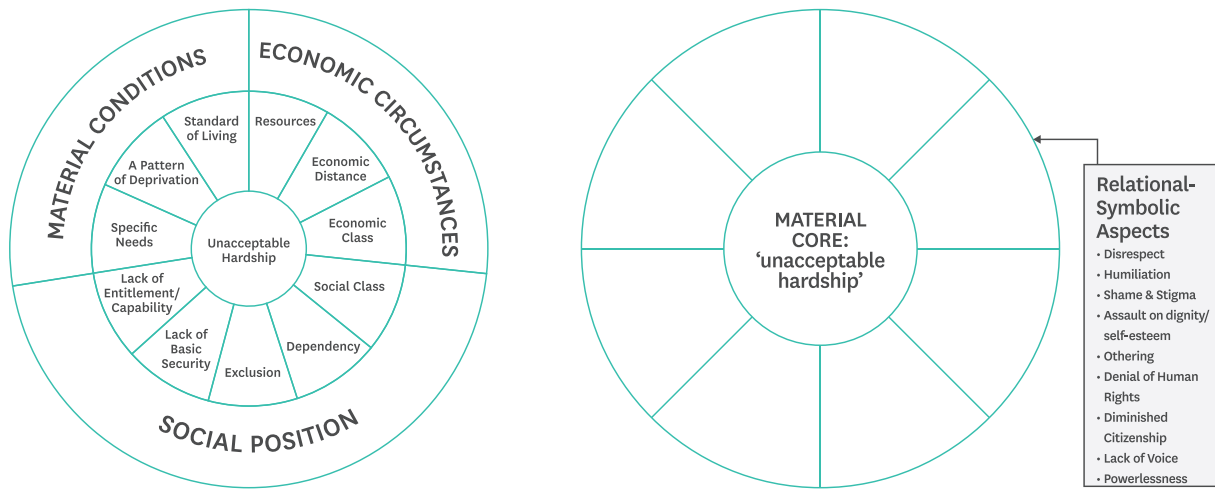 MATERIAL CONDITIONS
ECONOMIC CIRCUMSTANCES
SOCIAL POSITION
Standard
of Living
Resources
A Pattern
of Deprivation
Economic
Distance
Specific
Needs
Economic
Class
Unacceptable
Hardship
Lack of
Entitlement/
Capability
Social Class
Lack of
Basic
Security
Dependency
Exclusion
MATERIAL
CORE:
‘unacceptable
hardship’
Relational-
Symbolic
Aspects
• Disrespect
• Humiliation
• Shame & Stigma
• Assault on dignity/
self-esteem
• Othering
• Denial of Human
Rights
• Diminished
Citizenship
• Lack of Voice
• Powerlessness